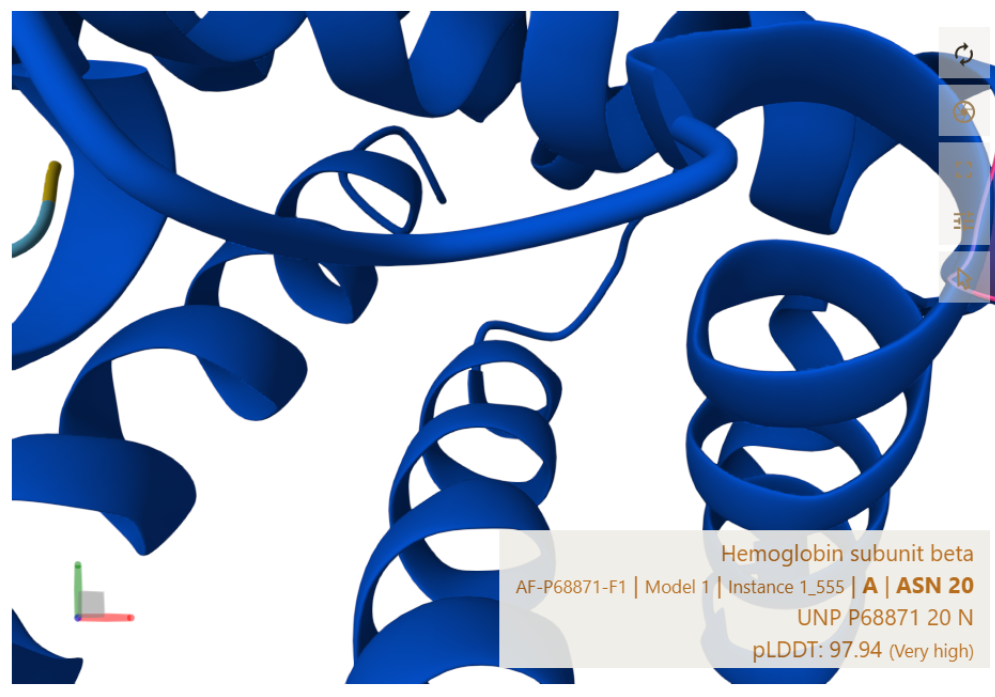 Hemoglobin subunit beta
AF-P68871-F1 | Model 1 | Instance 1_555 | A | ASN 20
UNP P68871 20 N
pLDDT: 97.94 (Very high)